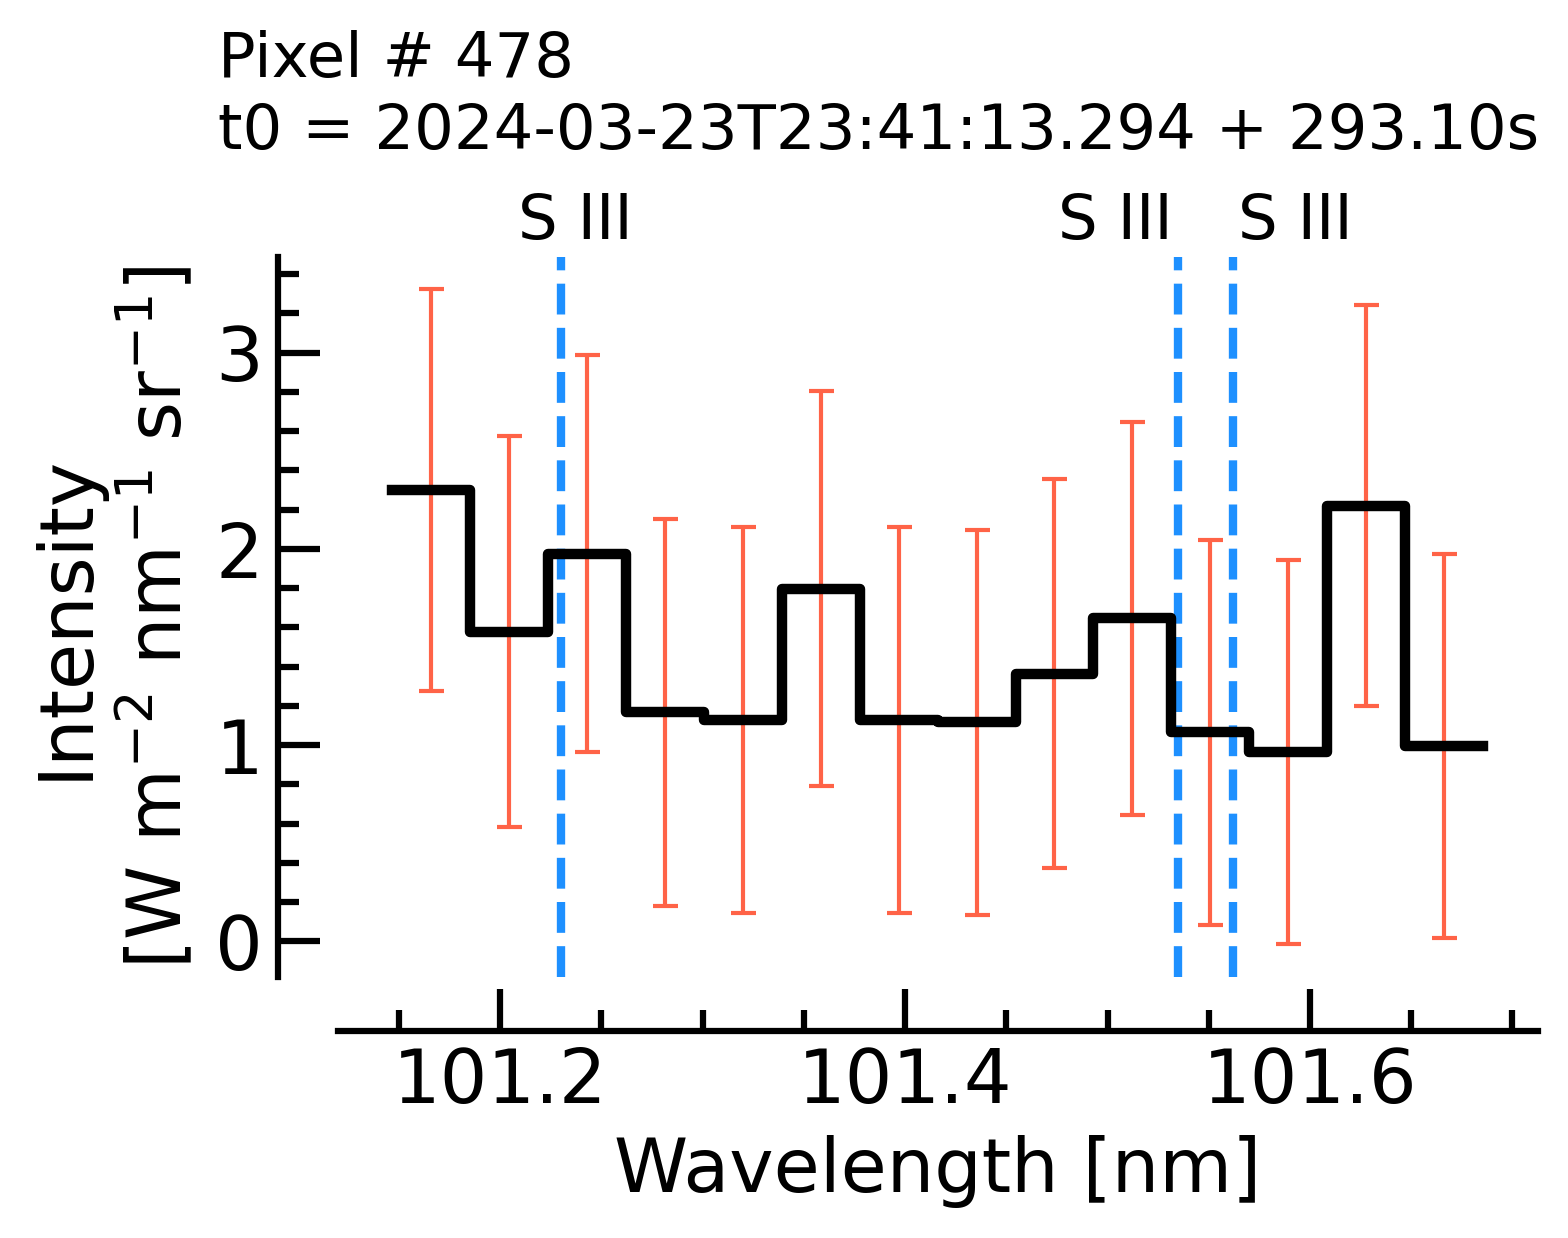 Pixel # 478
t0 = 2024-03-23T23:41:13.294 + 293.10s
S III
S III
S III
Intensity
[W m⁻² nm⁻¹ sr⁻¹]
3
2
1
0
101.2
101.4
101.6
Wavelength [nm]